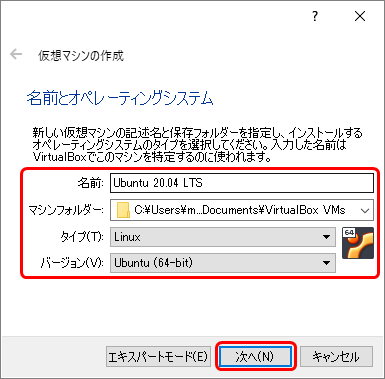 ?
仮想マシンの作成
名前とオペレーティングシステム
新しい仮想マシンの記述名と保存フォルダーを指定し、インストールする
オペレーティングシステムのタイプを選択してください。入力した名前は
VirtualBoxでこのマシンを特定するのに使われます。
名前: Ubuntu 20.04 LTS
マシンフォルダー: C:¥Users¥m...Documents¥VirtualBox VMs
タイプ(T): Linux 64
バージョン(V): Ubuntu (64-bit)
エキスパートモード(E) 次へ(N) キャンセル